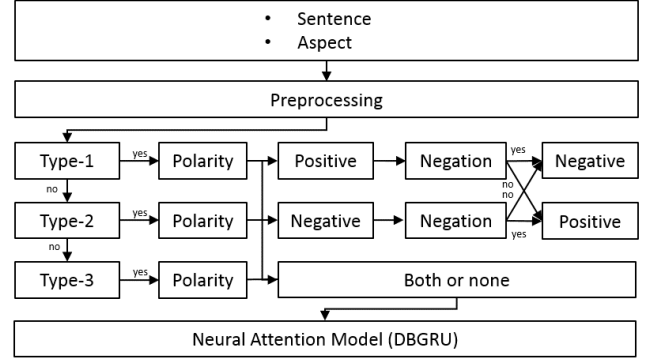 • Sentence
• Aspect
Preprocessing
Type-1 yes Polarity Positive Negation yes Negative
no no
no
Type-2 yes Polarity Negative Negation yes Positive
no
Type-3 yes Polarity Both or none
Neural Attention Model (DBGRU)